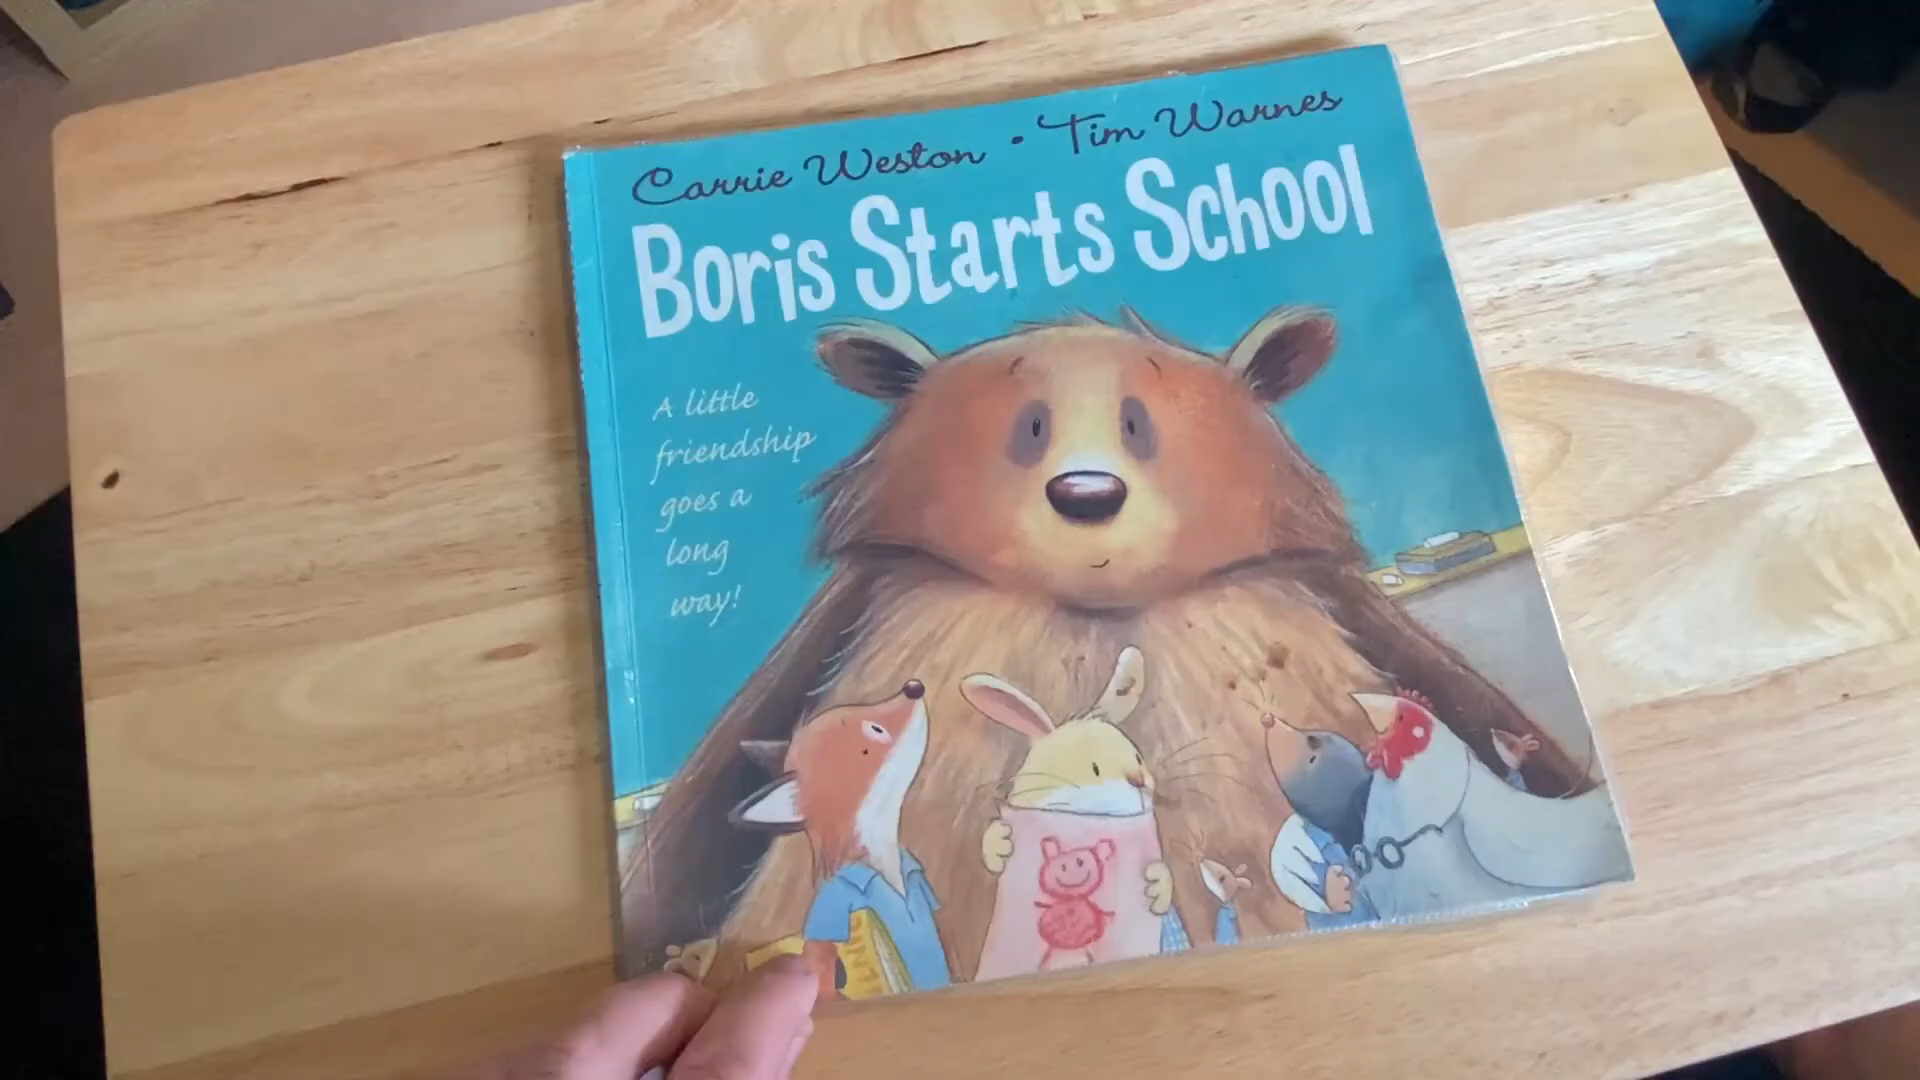 Carrie Weston • Tim Warnes
Boris Starts School
A little
friendship
goes a
long
way!